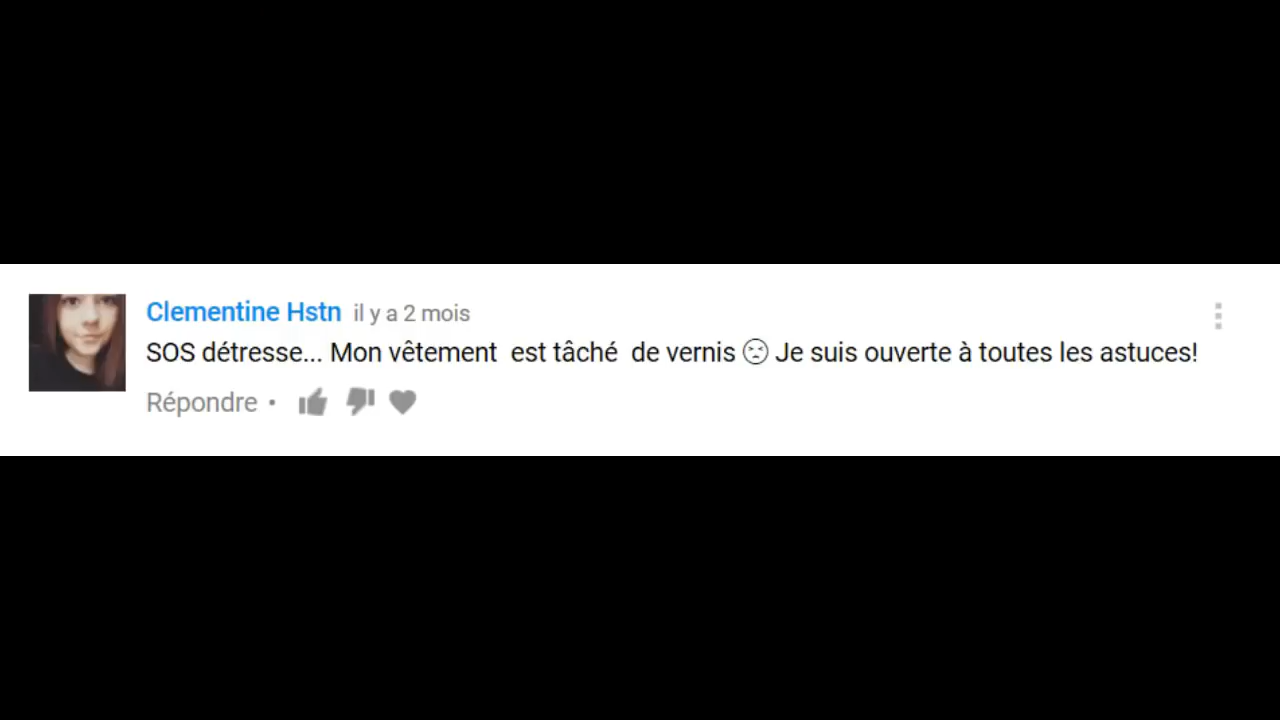 Clementine Hstn il y a 2 mois
SOS détresse... Mon vêtement  est tâché  de vernis 😔 Je suis ouverte à toutes les astuces!
Répondre •